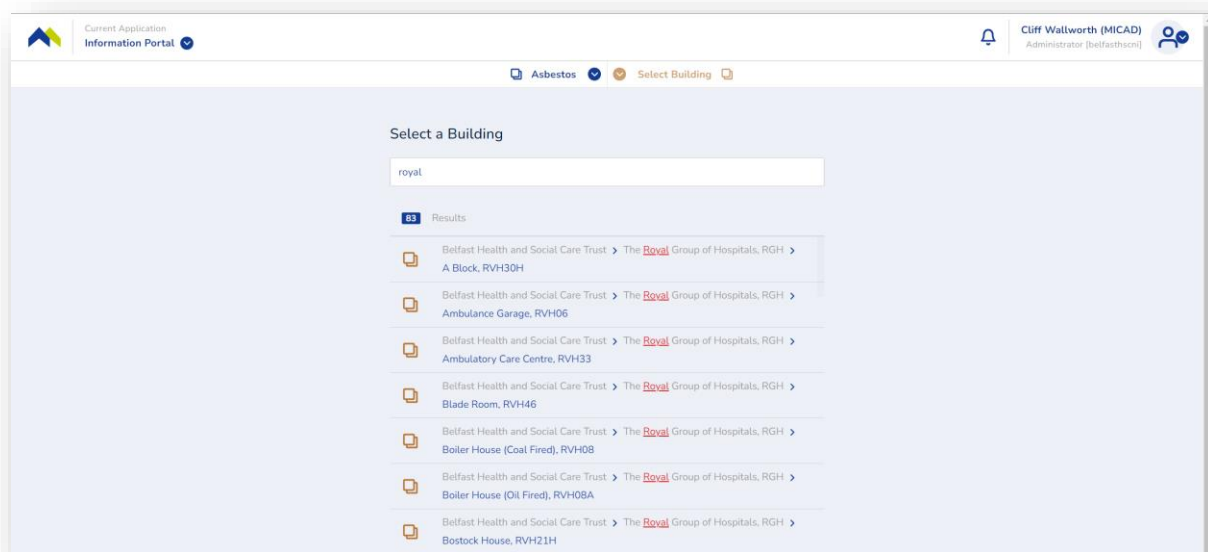 Current Application
Information Portal
Cliff Wallworth (MICAD)
Administrator [belfasthscni]
Asbestos
Select Building
Select a Building
royal
83 Results
Belfast Health and Social Care Trust > The Royal Group of Hospitals, RGH >
A Block, RVH30H
Belfast Health and Social Care Trust > The Royal Group of Hospitals, RGH >
Ambulance Garage, RVH06
Belfast Health and Social Care Trust > The Royal Group of Hospitals, RGH >
Ambulatory Care Centre, RVH33
Belfast Health and Social Care Trust > The Royal Group of Hospitals, RGH >
Blade Room, RVH46
Belfast Health and Social Care Trust > The Royal Group of Hospitals, RGH >
Boiler House (Coal Fired), RVH08
Belfast Health and Social Care Trust > The Royal Group of Hospitals, RGH >
Boiler House (Oil Fired), RVH08A
Belfast Health and Social Care Trust > The Royal Group of Hospitals, RGH >
Bostock House, RVH21H